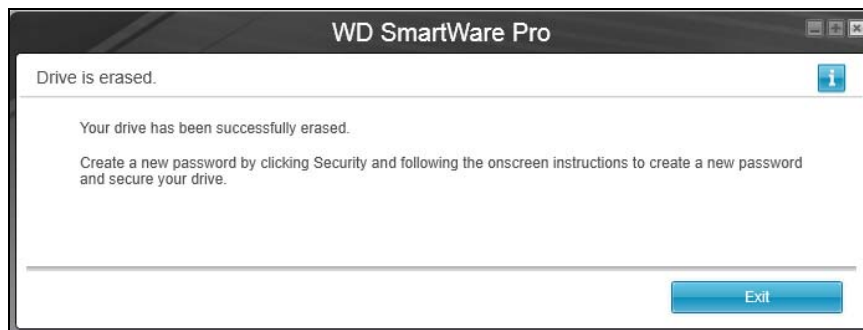 WD SmartWare Pro
Drive is erased.
Your drive has been successfully erased.
Create a new password by clicking Security and following the onscreen instructions to create a new password
and secure your drive.
Exit